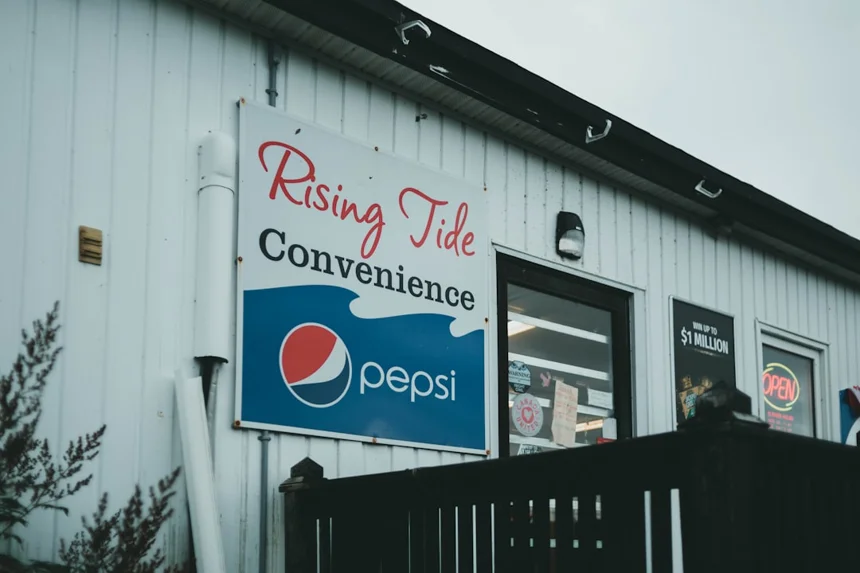 Rising Tide
Convenience
pepsi
WIN UP TO
$1 MILLION
OPEN